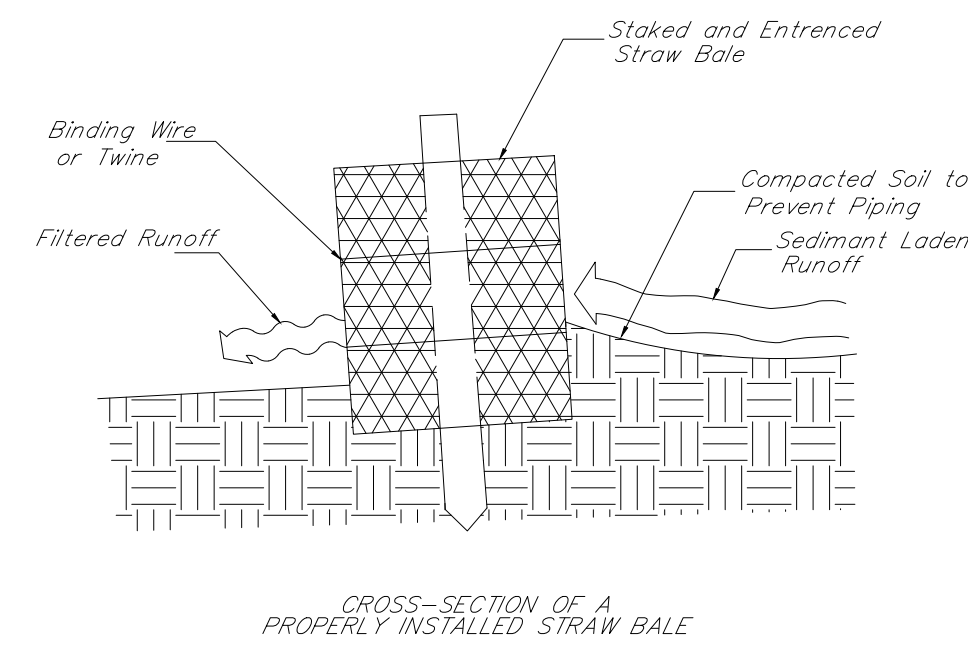 Staked and Entrenced
Straw Bale
Binding Wire
or Twine
Compacted Soil to
Prevent Piping
Filtered Runoff
Sedimant Laden
Runoff
CROSS-SECTION OF A
PROPERLY INSTALLED STRAW BALE